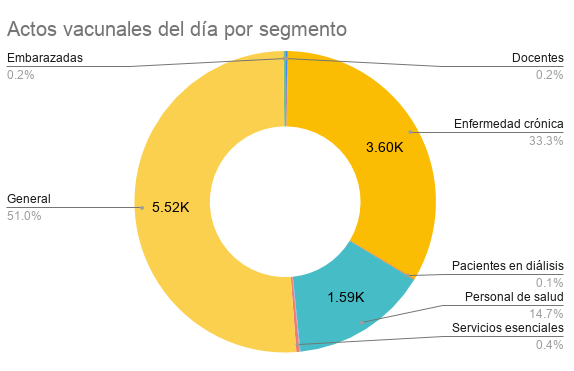 Actos vacunales del día por segmento
Embarazadas
0.2%
Docentes
0.2%
Enfermedad crónica
33.3%
3.60K
General
51.0%
5.52K
Pacientes en diálisis
0.1%
Personal de salud
14.7%
1.59K
Servicios esenciales
0.4%